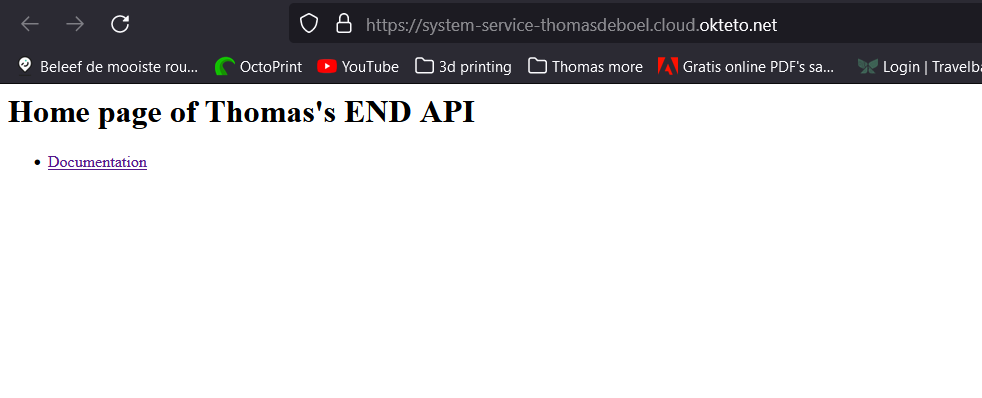 https://system-service-thomasdeboel.cloud.okteto.net
Beleef de mooiste rou... OctoPrint YouTube 3d printing Thomas more Gratis online PDF's sa... Login | Travelba
Home page of Thomas's END API
• Documentation